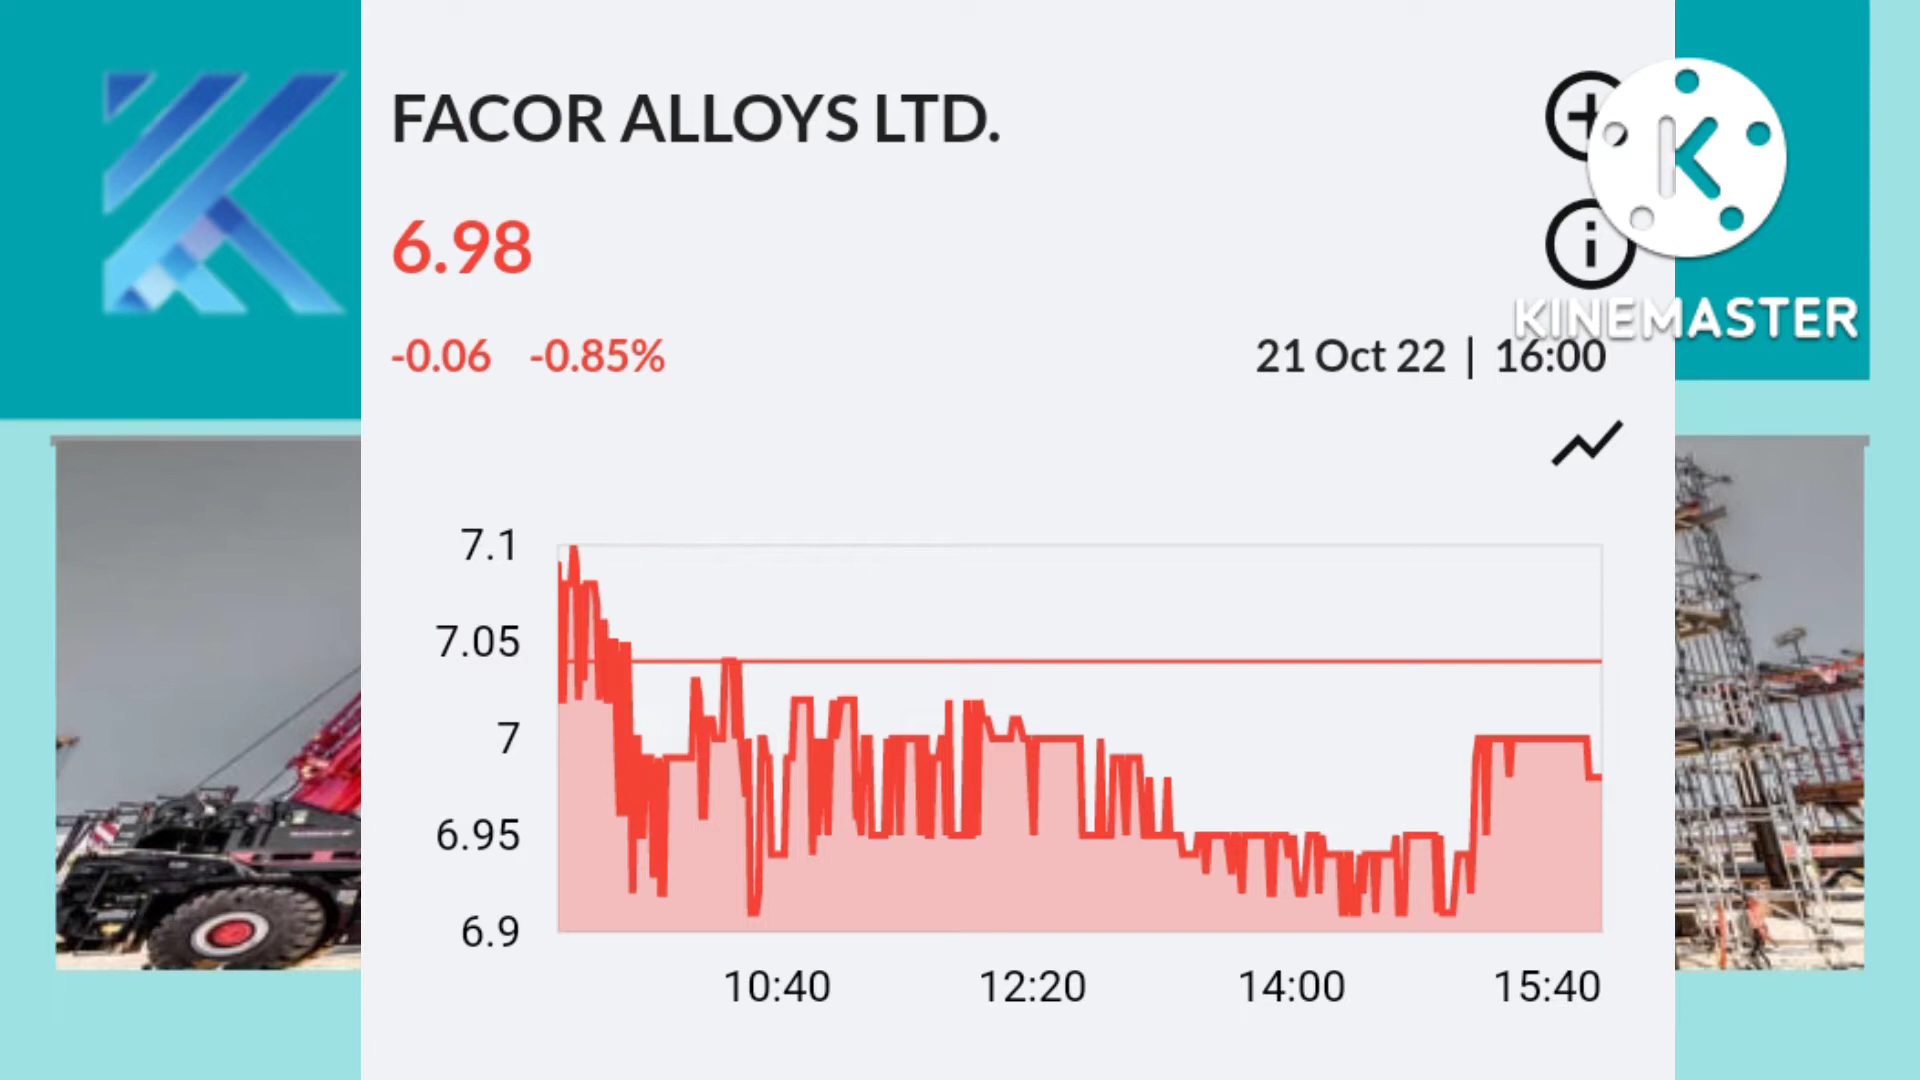 FACOR ALLOYS LTD.
6.98
-0.06 -0.85%
21 Oct 22 | 16:00
KINEMASTER
7.1
7.05
7
6.95
6.9
10:40 12:20 14:00 15:40